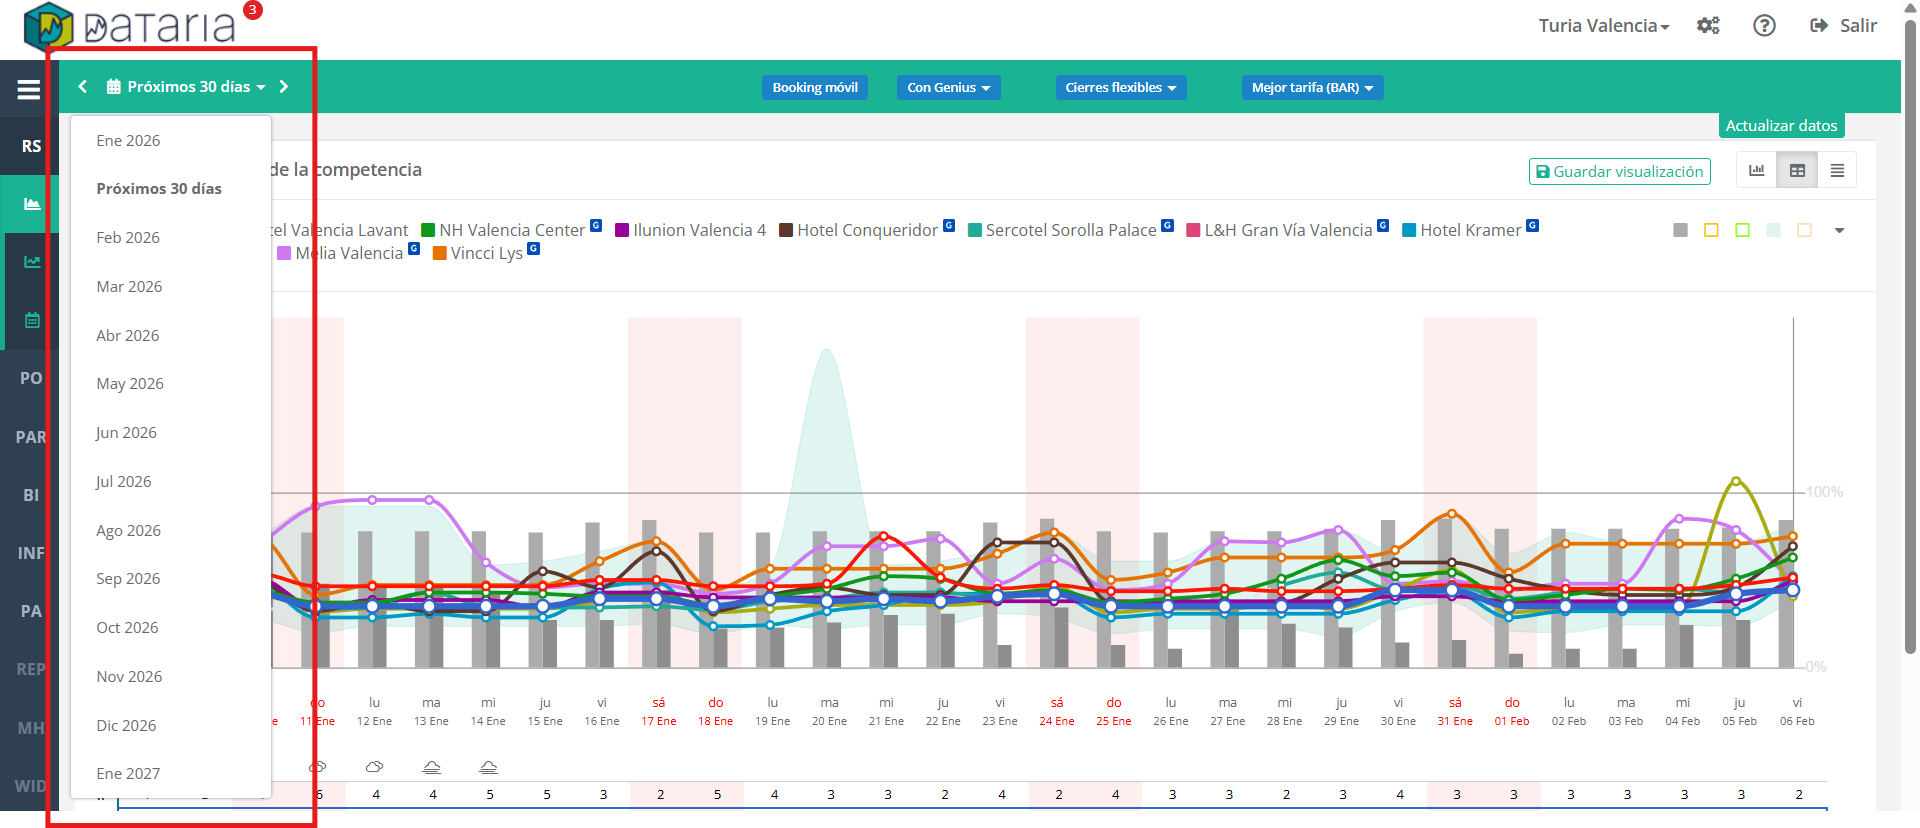 DATARIA
3
Turia Valencia
Salir
Próximos 30 días
Booking móvil
Con Genius
Cierres flexibles
Mejor tarifa (BAR)
Actualizar datos
RS
PO
PAR
BI
INF
PA
REP
MH
WID
Ene 2026
Próximos 30 días
Feb 2026
Mar 2026
Abr 2026
May 2026
Jun 2026
Jul 2026
Ago 2026
Sep 2026
Oct 2026
Nov 2026
Dic 2026
Ene 2027
de la competencia
Guardar visualización
tel Valencia Lavant NH Valencia Center G Ilunion Valencia 4 Hotel Conqueridor G Sercotel Sorolla Palace G L&H Gran Vía Valencia G Hotel Kramer G
Melia Valencia G Vincci Lys G
100%
0%
do lu ma mi ju vi sá do lu ma mi ju vi sá do lu ma mi ju vi sá do lu ma mi ju vi
e 11 Ene 12 Ene 13 Ene 14 Ene 15 Ene 16 Ene 17 Ene 18 Ene 19 Ene 20 Ene 21 Ene 22 Ene 23 Ene 24 Ene 25 Ene 26 Ene 27 Ene 28 Ene 29 Ene 30 Ene 31 Ene 01 Feb 02 Feb 03 Feb 04 Feb 05 Feb 06 Feb
6 4 4 5 5 3 2 5 4 3 3 2 4 2 4 3 3 2 3 4 3 3 3 3 3 3 2